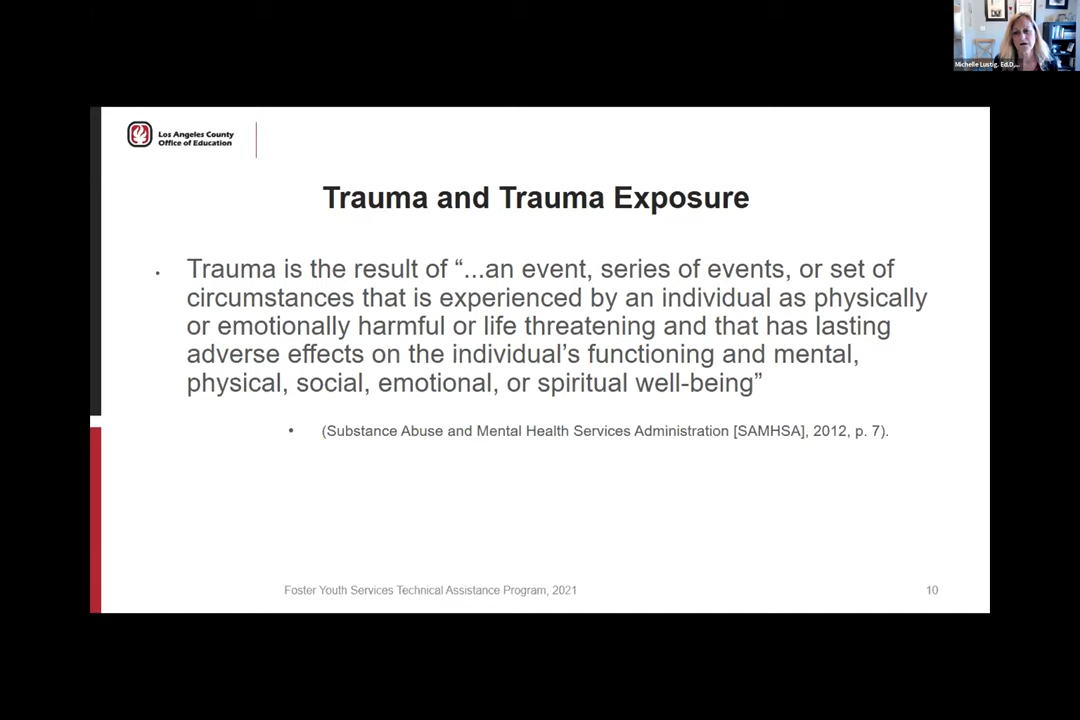 Michelle Lustig, Ed.D,...
Los Angeles County
Office of Education
Trauma and Trauma Exposure
• Trauma is the result of “...an event, series of events, or set of
circumstances that is experienced by an individual as physically
or emotionally harmful or life threatening and that has lasting
adverse effects on the individual’s functioning and mental,
physical, social, emotional, or spiritual well-being”
• (Substance Abuse and Mental Health Services Administration [SAMHSA], 2012, p. 7).
Foster Youth Services Technical Assistance Program, 2021
10